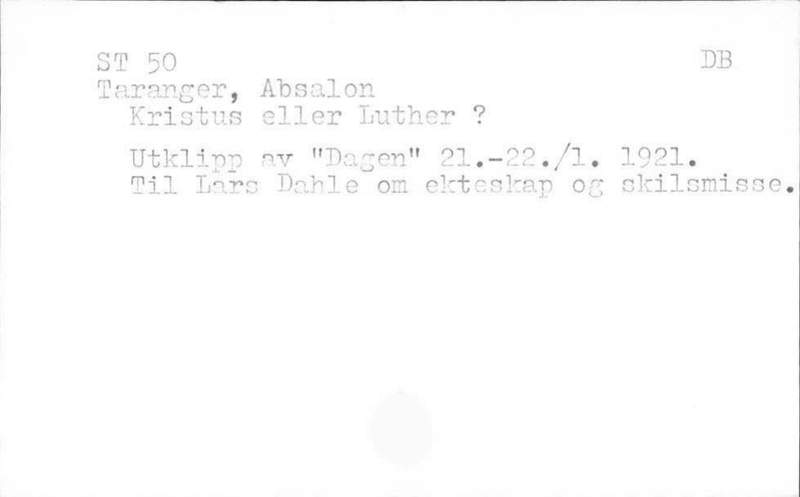 ST 50 DB
Taranger, Absalon
Kristus eller Luther ?
Utklipp av "Dagen" 21.-22./1. 1921.
Til Lars Dahle om ekteskap og skilsmisse.